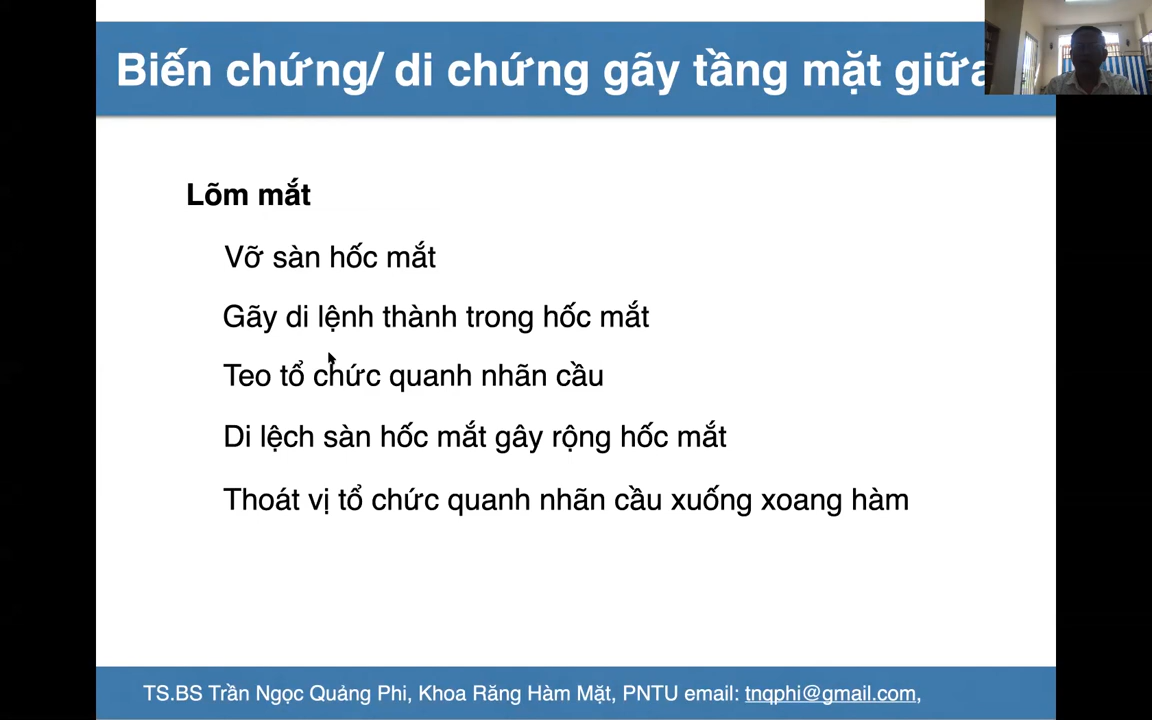 Biến chứng/ di chứng gãy tầng mặt giữa
Lõm mắt
Vỡ sàn hốc mắt
Gãy di lệnh thành trong hốc mắt
Teo tổ chức quanh nhãn cầu
Di lệch sàn hốc mắt gây rộng hốc mắt
Thoát vị tổ chức quanh nhãn cầu xuống xoang hàm
TS.BS Trần Ngọc Quảng Phi, Khoa Răng Hàm Mặt, PNTU email: tnqphi@gmail.com,